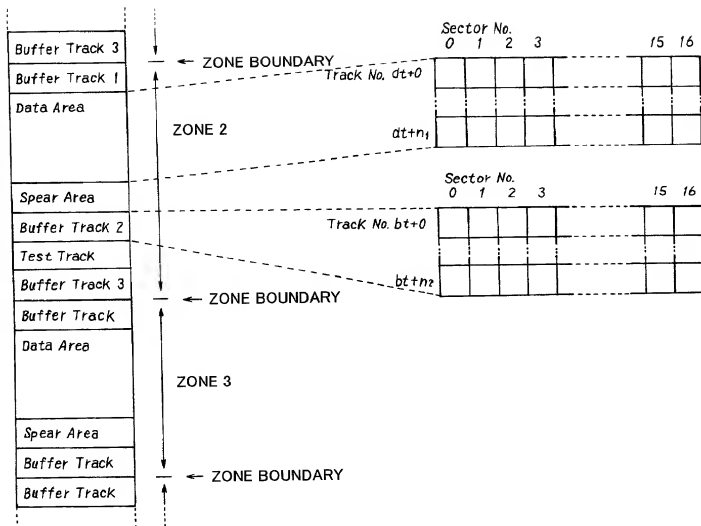 Buffer Track 3
Buffer Track 1
Data Area
Spear Area
Buffer Track 2
Test Track
Buffer Track 3
Buffer Track
Data Area
Spear Area
Buffer Track
Buffer Track
← ZONE BOUNDARY
ZONE 2
← ZONE BOUNDARY
ZONE 3
← ZONE BOUNDARY
Sector No.
0 1 2 3 15 16
Track No. dt+0
dt+n1
Sector No.
0 1 2 3 15 16
Track No. bt+0
bt+n2